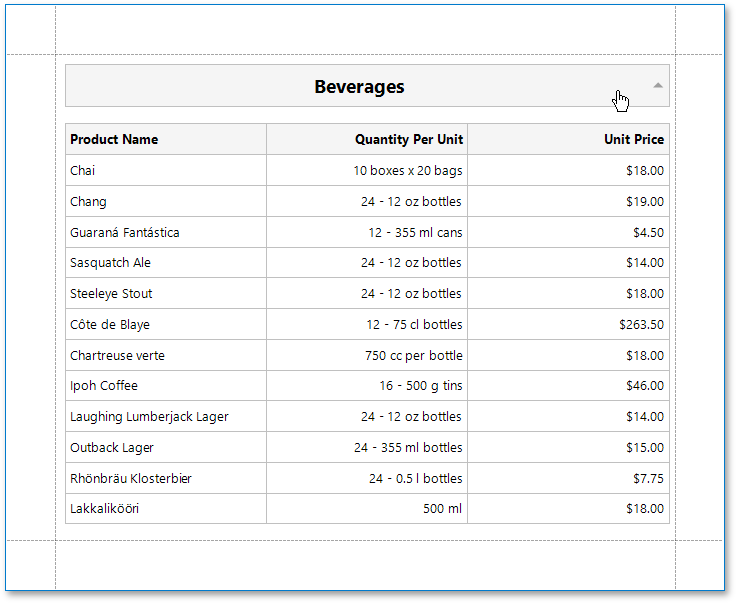 Beverages
Product Name Quantity Per Unit Unit Price
Chai 10 boxes x 20 bags $18.00
Chang 24 - 12 oz bottles $19.00
Guaraná Fantástica 12 - 355 ml cans $4.50
Sasquatch Ale 24 - 12 oz bottles $14.00
Steeleye Stout 24 - 12 oz bottles $18.00
Côte de Blaye 12 - 75 cl bottles $263.50
Chartreuse verte 750 cc per bottle $18.00
Ipoh Coffee 16 - 500 g tins $46.00
Laughing Lumberjack Lager 24 - 12 oz bottles $14.00
Outback Lager 24 - 355 ml bottles $15.00
Rhönbräu Klosterbier 24 - 0.5 l bottles $7.75
Lakkalikööri 500 ml $18.00